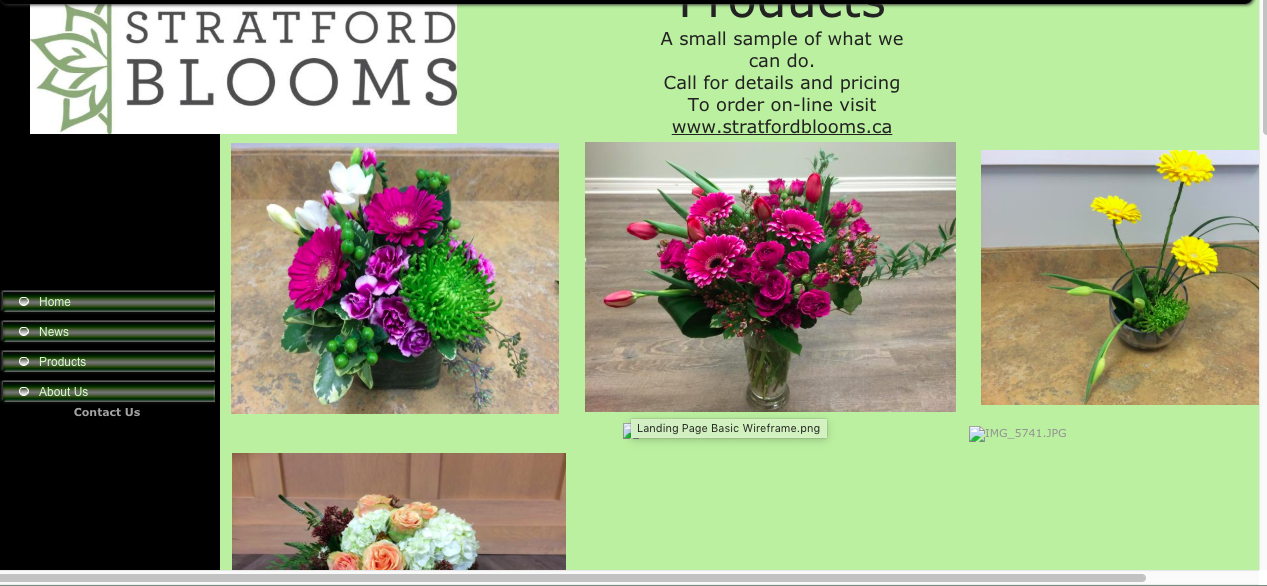 STRATFORD
BLOOMS
Products
A small sample of what we
can do.
Call for details and pricing
To order on-line visit
www.stratfordblooms.ca
Home
News
Products
About Us
Contact Us
Landing Page Basic Wireframe.png
IMG_5741.JPG